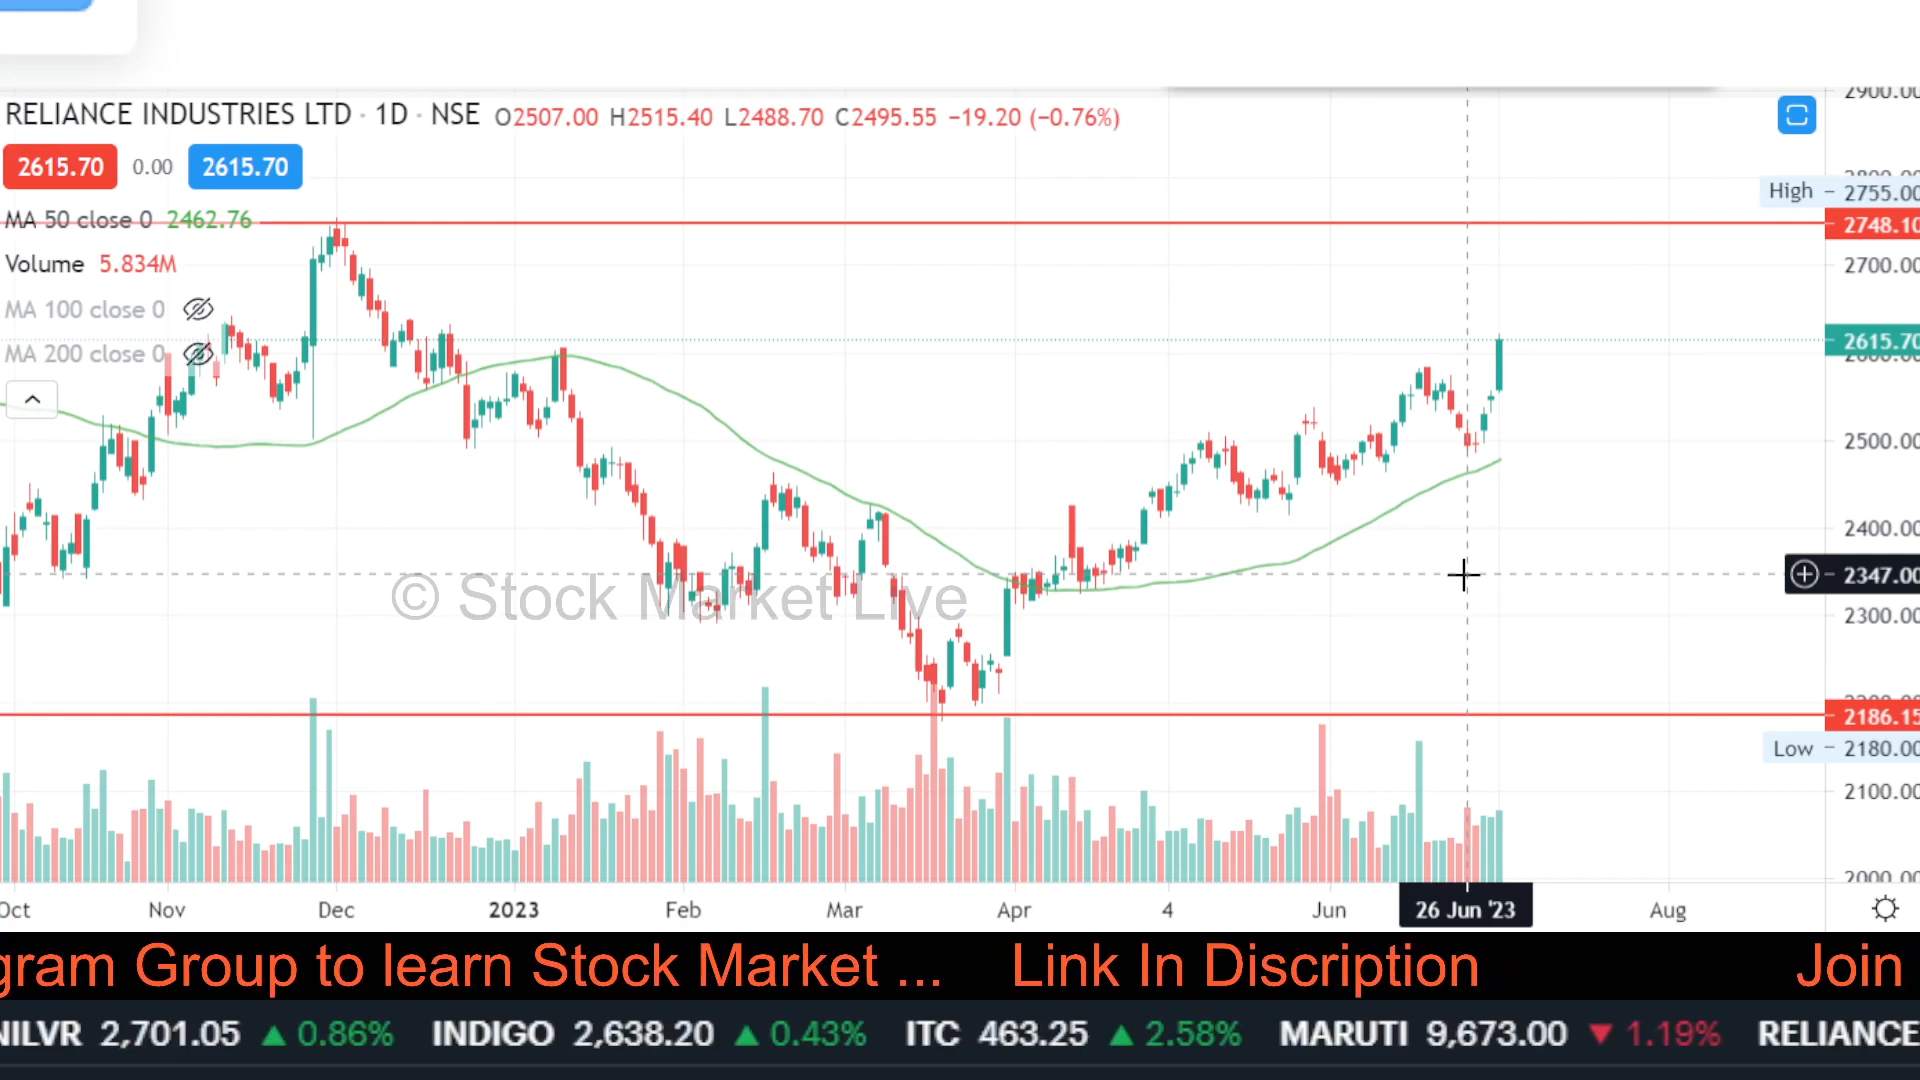 RELIANCE INDUSTRIES LTD · 1D · NSE O2507.00 H2515.40 L2488.70 C2495.55 −19.20 (−0.76%)
2615.70 0.00 2615.70
MA 50 close 0 2462.76
Volume 5.834M
MA 100 close 0
MA 200 close 0
2900.00
High 2755.00
2748.10
2700.00
2615.70
2500.00
2400.00
2347.00
2300.00
2186.15
Low 2180.00
2100.00
2000.00
© Stock Market Live
Oct Nov Dec 2023 Feb Mar Apr 4 Jun 26 Jun '23 Aug
gram Group to learn Stock Market ... Link In Discription Join
NILVR 2,701.05 ▲ 0.86% INDIGO 2,638.20 ▲ 0.43% ITC 463.25 ▲ 2.58% MARUTI 9,673.00 ▼ 1.19% RELIANCE